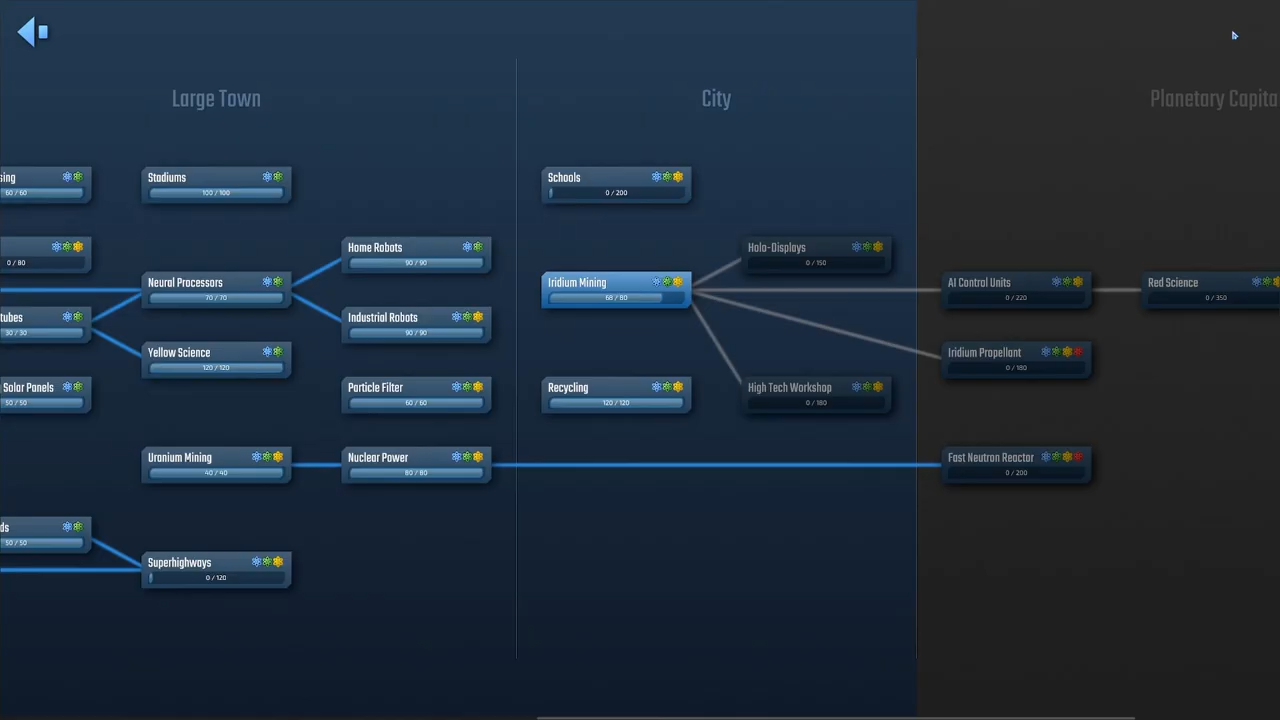 Large Town
City
Planetary Capita
sing
60 / 60
Stadiums
100 / 100
Schools
0 / 200
0 / 80
Home Robots
90 / 90
Halo-Displays
0 / 150
Neural Processors
70 / 70
Iridium Mining
68 / 80
AI Control Units
0 / 220
Red Science
0 / 350
tubes
30 / 30
Industrial Robots
90 / 90
Yellow Science
120 / 120
Iridium Propellant
0 / 180
Solar Panels
50 / 50
Particle Filter
60 / 60
Recycling
120 / 120
High Tech Workshop
0 / 180
Uranium Mining
40 / 40
Nuclear Power
80 / 80
Fast Neutron Reactor
0 / 200
ds
50 / 50
Superhighways
0 / 120